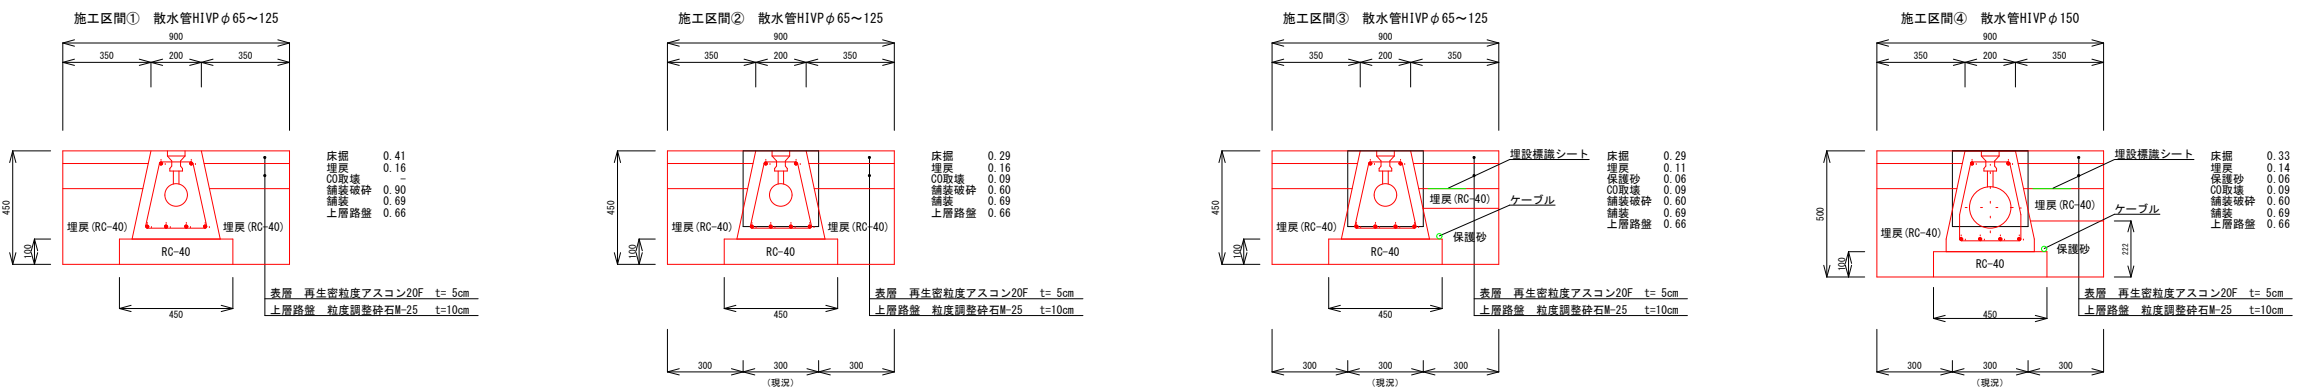 施工区間① 散水管HIVPφ65～125
900
350 200 350
450
100
床掘 0.41
埋戻 0.16
CO取壊 -
舗装破砕 0.90
舗装 0.69
上層路盤 0.66
埋戻(RC-40) 埋戻(RC-40)
RC-40
表層 再生密粒度アスコン20F t= 5cm
上層路盤 粒度調整砕石M-25 t=10cm
450
施工区間② 散水管HIVPφ65～125
900
350 200 350
450
100
床掘 0.29
埋戻 0.16
CO取壊 0.09
舗装破砕 0.60
舗装 0.69
上層路盤 0.66
埋戻(RC-40) 埋戻(RC-40)
RC-40
表層 再生密粒度アスコン20F t= 5cm
上層路盤 粒度調整砕石M-25 t=10cm
450
300 300 300
(現況)
施工区間③ 散水管HIVPφ65～125
900
350 200 350
450
100
埋設標識シート
ケーブル
床掘 0.29
埋戻 0.11
保護砂 0.06
CO取壊 0.09
舗装破砕 0.60
舗装 0.69
上層路盤 0.66
埋戻(RC-40)
埋戻(RC-40)
保護砂
RC-40
表層 再生密粒度アスコン20F t= 5cm
上層路盤 粒度調整砕石M-25 t=10cm
450
300 300 300
(現況)
施工区間④ 散水管HIVPφ150
900
350 200 350
500
100
埋設標識シート
ケーブル
床掘 0.33
埋戻 0.14
保護砂 0.06
CO取壊 0.09
舗装破砕 0.60
舗装 0.69
上層路盤 0.66
埋戻(RC-40)
埋戻(RC-40)
保護砂
222
RC-40
表層 再生密粒度アスコン20F t= 5cm
上層路盤 粒度調整砕石M-25 t=10cm
450
300 300 300
(現況)